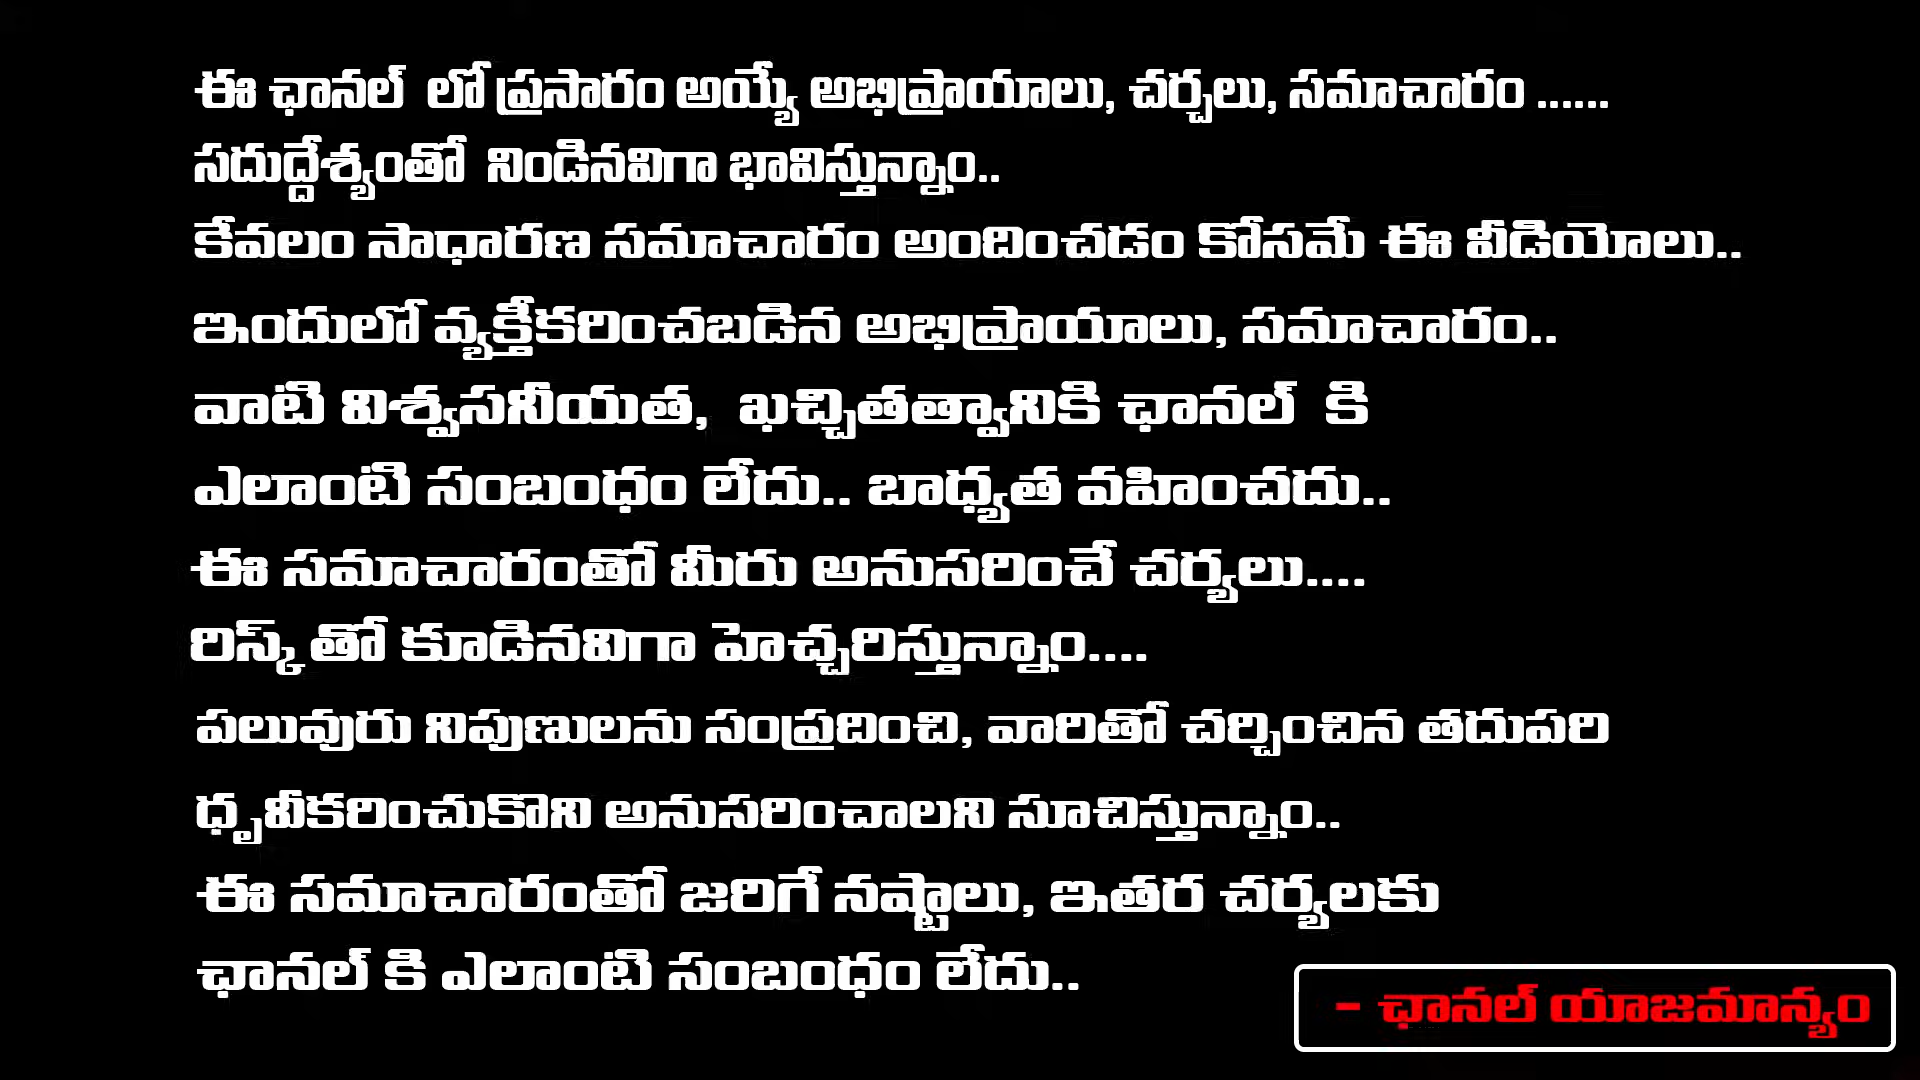 ఈ ఛానల్ లో ప్రసారం అయ్యే అభిప్రాయాలు, చర్చలు, సమాచారం ......
సదుద్దేశ్యంతో నిండినవిగా భావిస్తున్నాం..
కేవలం సాధారణ సమాచారం అందించడం కోసమే ఈ వీడియోలు..
ఇందులో వ్యక్తీకరించబడిన అభిప్రాయాలు, సమాచారం..
వాటి విశ్వసనీయత, ఖచ్చితత్వానికి ఛానల్ కి
ఎలాంటి సంబంధం లేదు.. బాధ్యత వహించదు..
ఈ సమాచారంతో మీరు అనుసరించే చర్యలు....
రిస్క్ తో కూడినవిగా హెచ్చరిస్తున్నాం....
పలువురు నిపుణులను సంప్రదించి, వారితో చర్చించిన తదుపరి
ధృవీకరించుకొని అనుసరించాలని సూచిస్తున్నాం..
ఈ సమాచారంతో జరిగే నష్టాలు, ఇతర చర్యలకు
ఛానల్ కి ఎలాంటి సంబంధం లేదు..
- ఛానల్ యాజమాన్యం